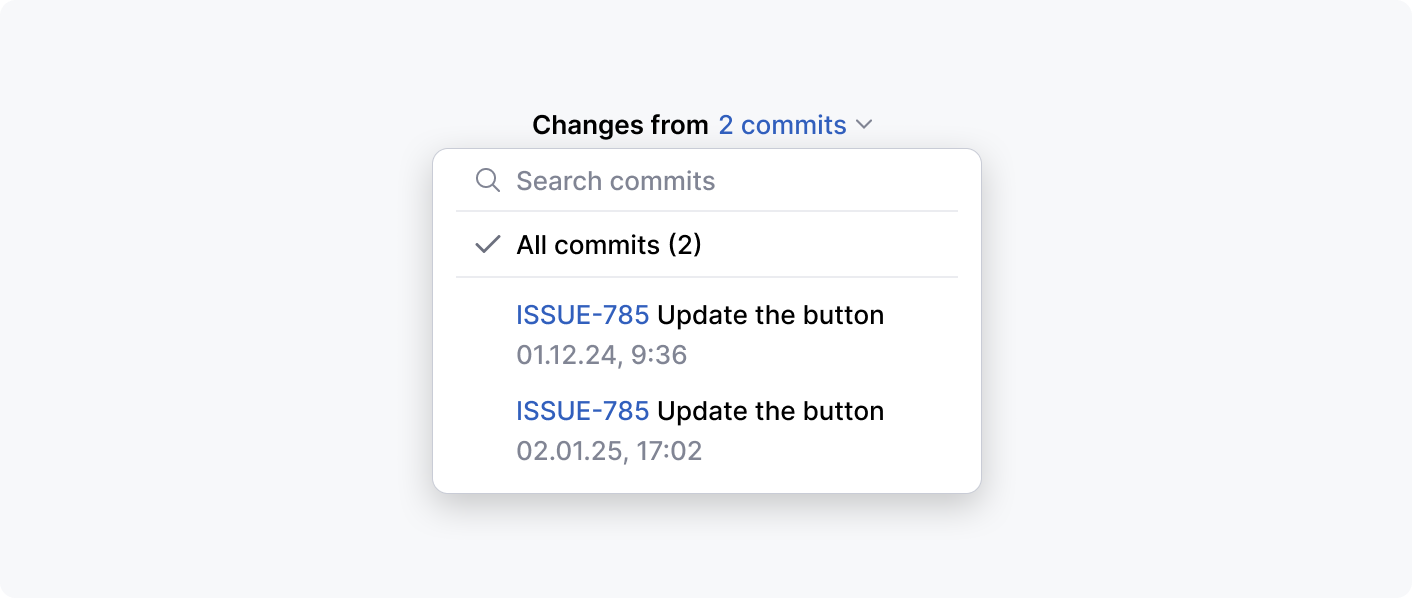 Changes from 2 commits
Search commits
All commits (2)
ISSUE-785 Update the button
01.12.24, 9:36
ISSUE-785 Update the button
02.01.25, 17:02